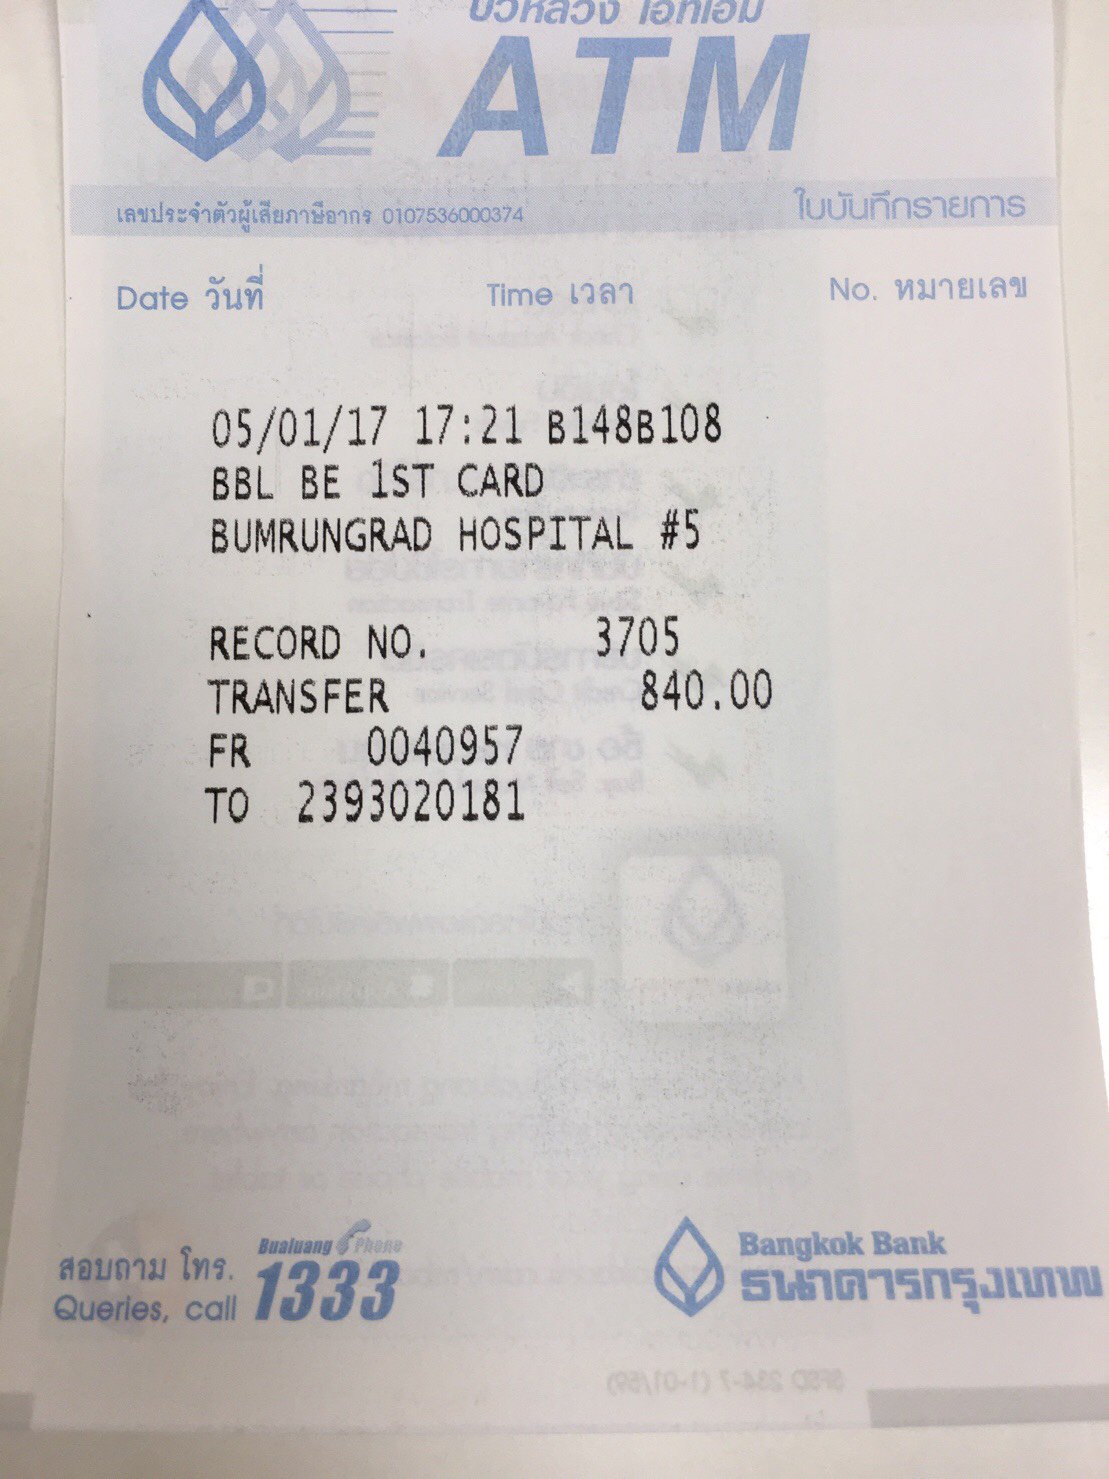 บัวหลวง เอทีเอ็ม
ATM
เลขประจำตัวผู้เสียภาษีอากร 0107536000374 ใบบันทึกรายการ
Date วันที่ Time เวลา No. หมายเลข
05/01/17 17:21 B148B108
BBL BE 1ST CARD
BUMRUNGRAD HOSPITAL #5
RECORD NO. 3705
TRANSFER 840.00
FR 0040957
TO 2393020181
สอบถาม โทร.
Queries, call
Bualuang Phone
1333
Bangkok Bank
ธนาคารกรุงเทพ